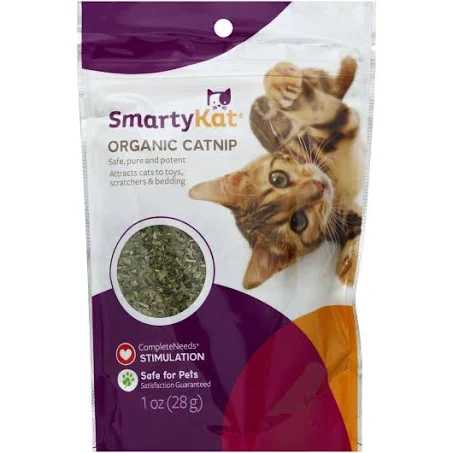 SmartyKat®
ORGANIC CATNIP
Safe, pure and potent
Attracts cats to toys,
scratchers & bedding
CompleteNeeds®
STIMULATION
Safe for Pets
Satisfaction Guaranteed
1 oz (28 g)